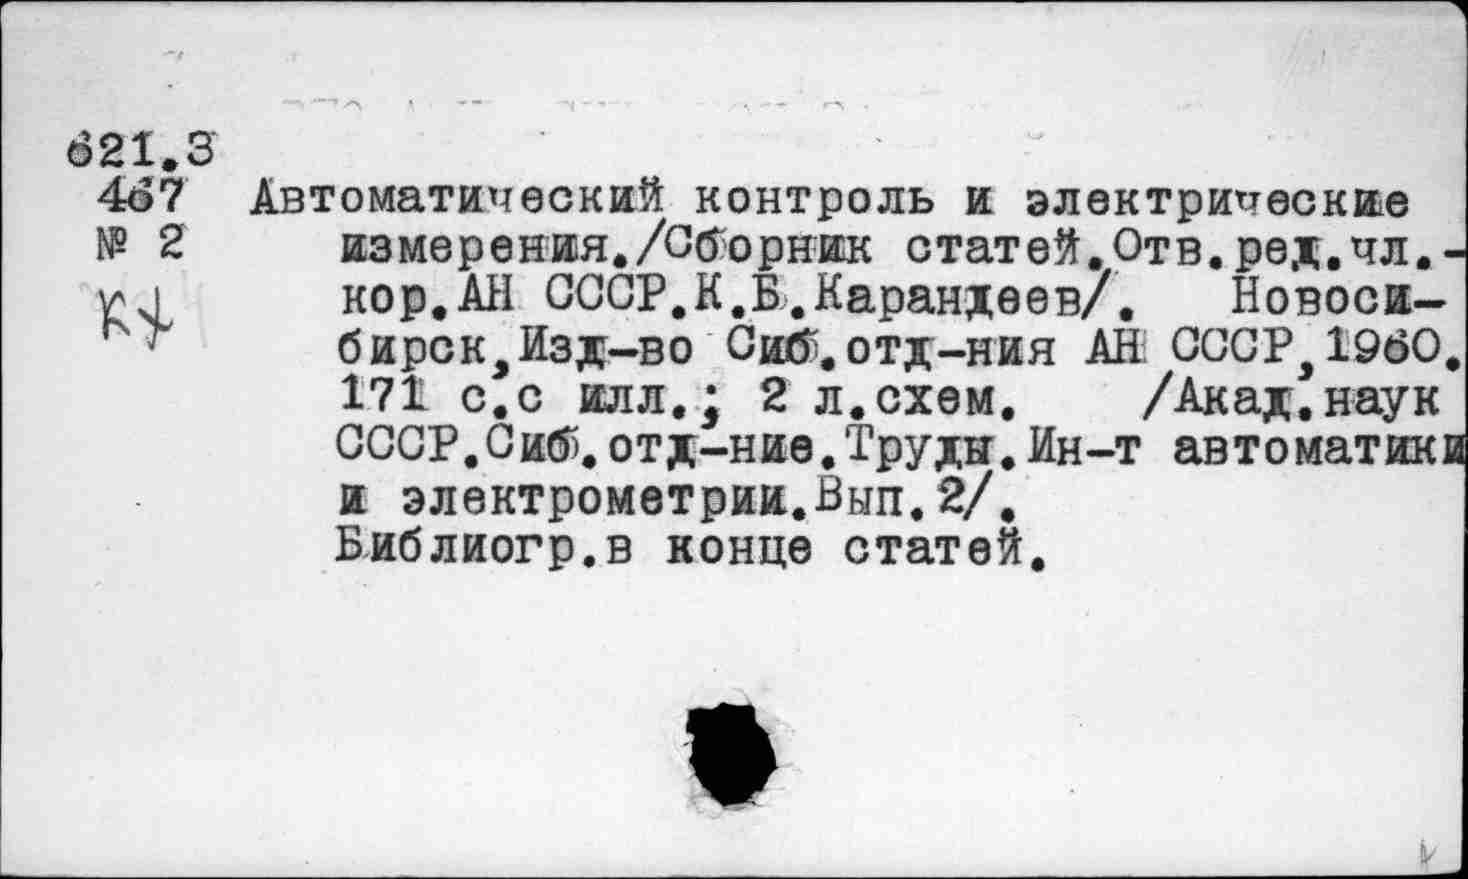 621.3
467 Автоматический контроль и электрические
№ 2 измерения./Сборник статей.Отв.ред.чл.-
кор.АН СССР.К.Б.Карандеев/. Новоси-
бирск,Изд-во Сиб.отд-ния АН СССР,1960.
171 с.с илл.; 2 л.схем. /Акад.наук
СССР.Сиб.отд-ние.Труды.Ин-т автоматики
и электрометрии.Вып.2/.
Библиогр.в конце статей.